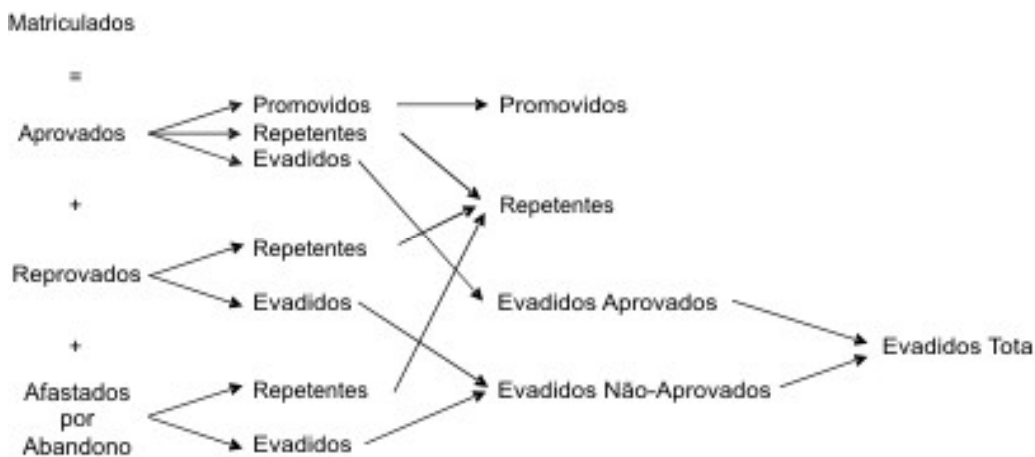 Matriculados
=
Aprovados
Promovidos
Repetentes
Evadidos
Promovidos
+
Repetentes
Reprovados
Repetentes
Evadidos
Evadidos Aprovados
+
Evadidos Tota
Afastados
por
Abandono
Repetentes
Evadidos
Evadidos Não-Aprovados